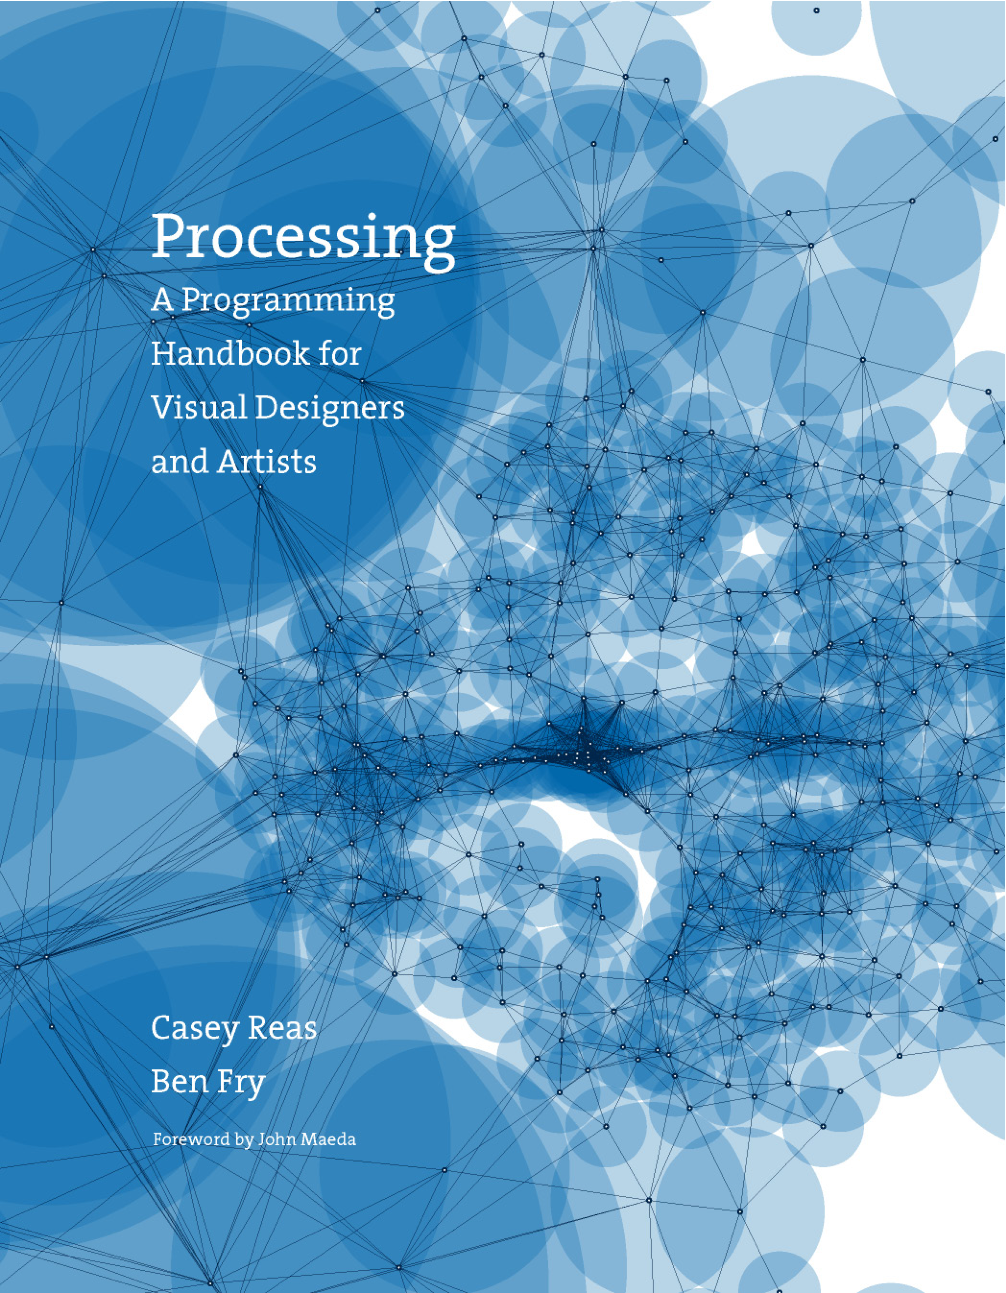 Processing
A Programming
Handbook for
Visual Designers
and Artists
Casey Reas
Ben Fry
Foreword by John Maeda